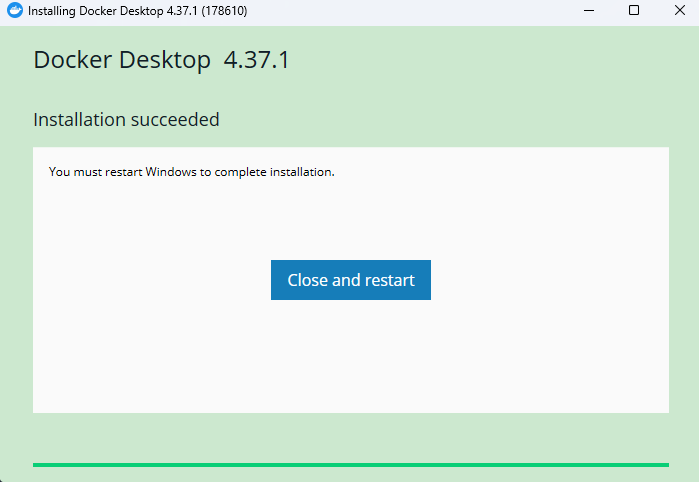 Installing Docker Desktop 4.37.1 (178610)
Docker Desktop 4.37.1
Installation succeeded
You must restart Windows to complete installation.
Close and restart